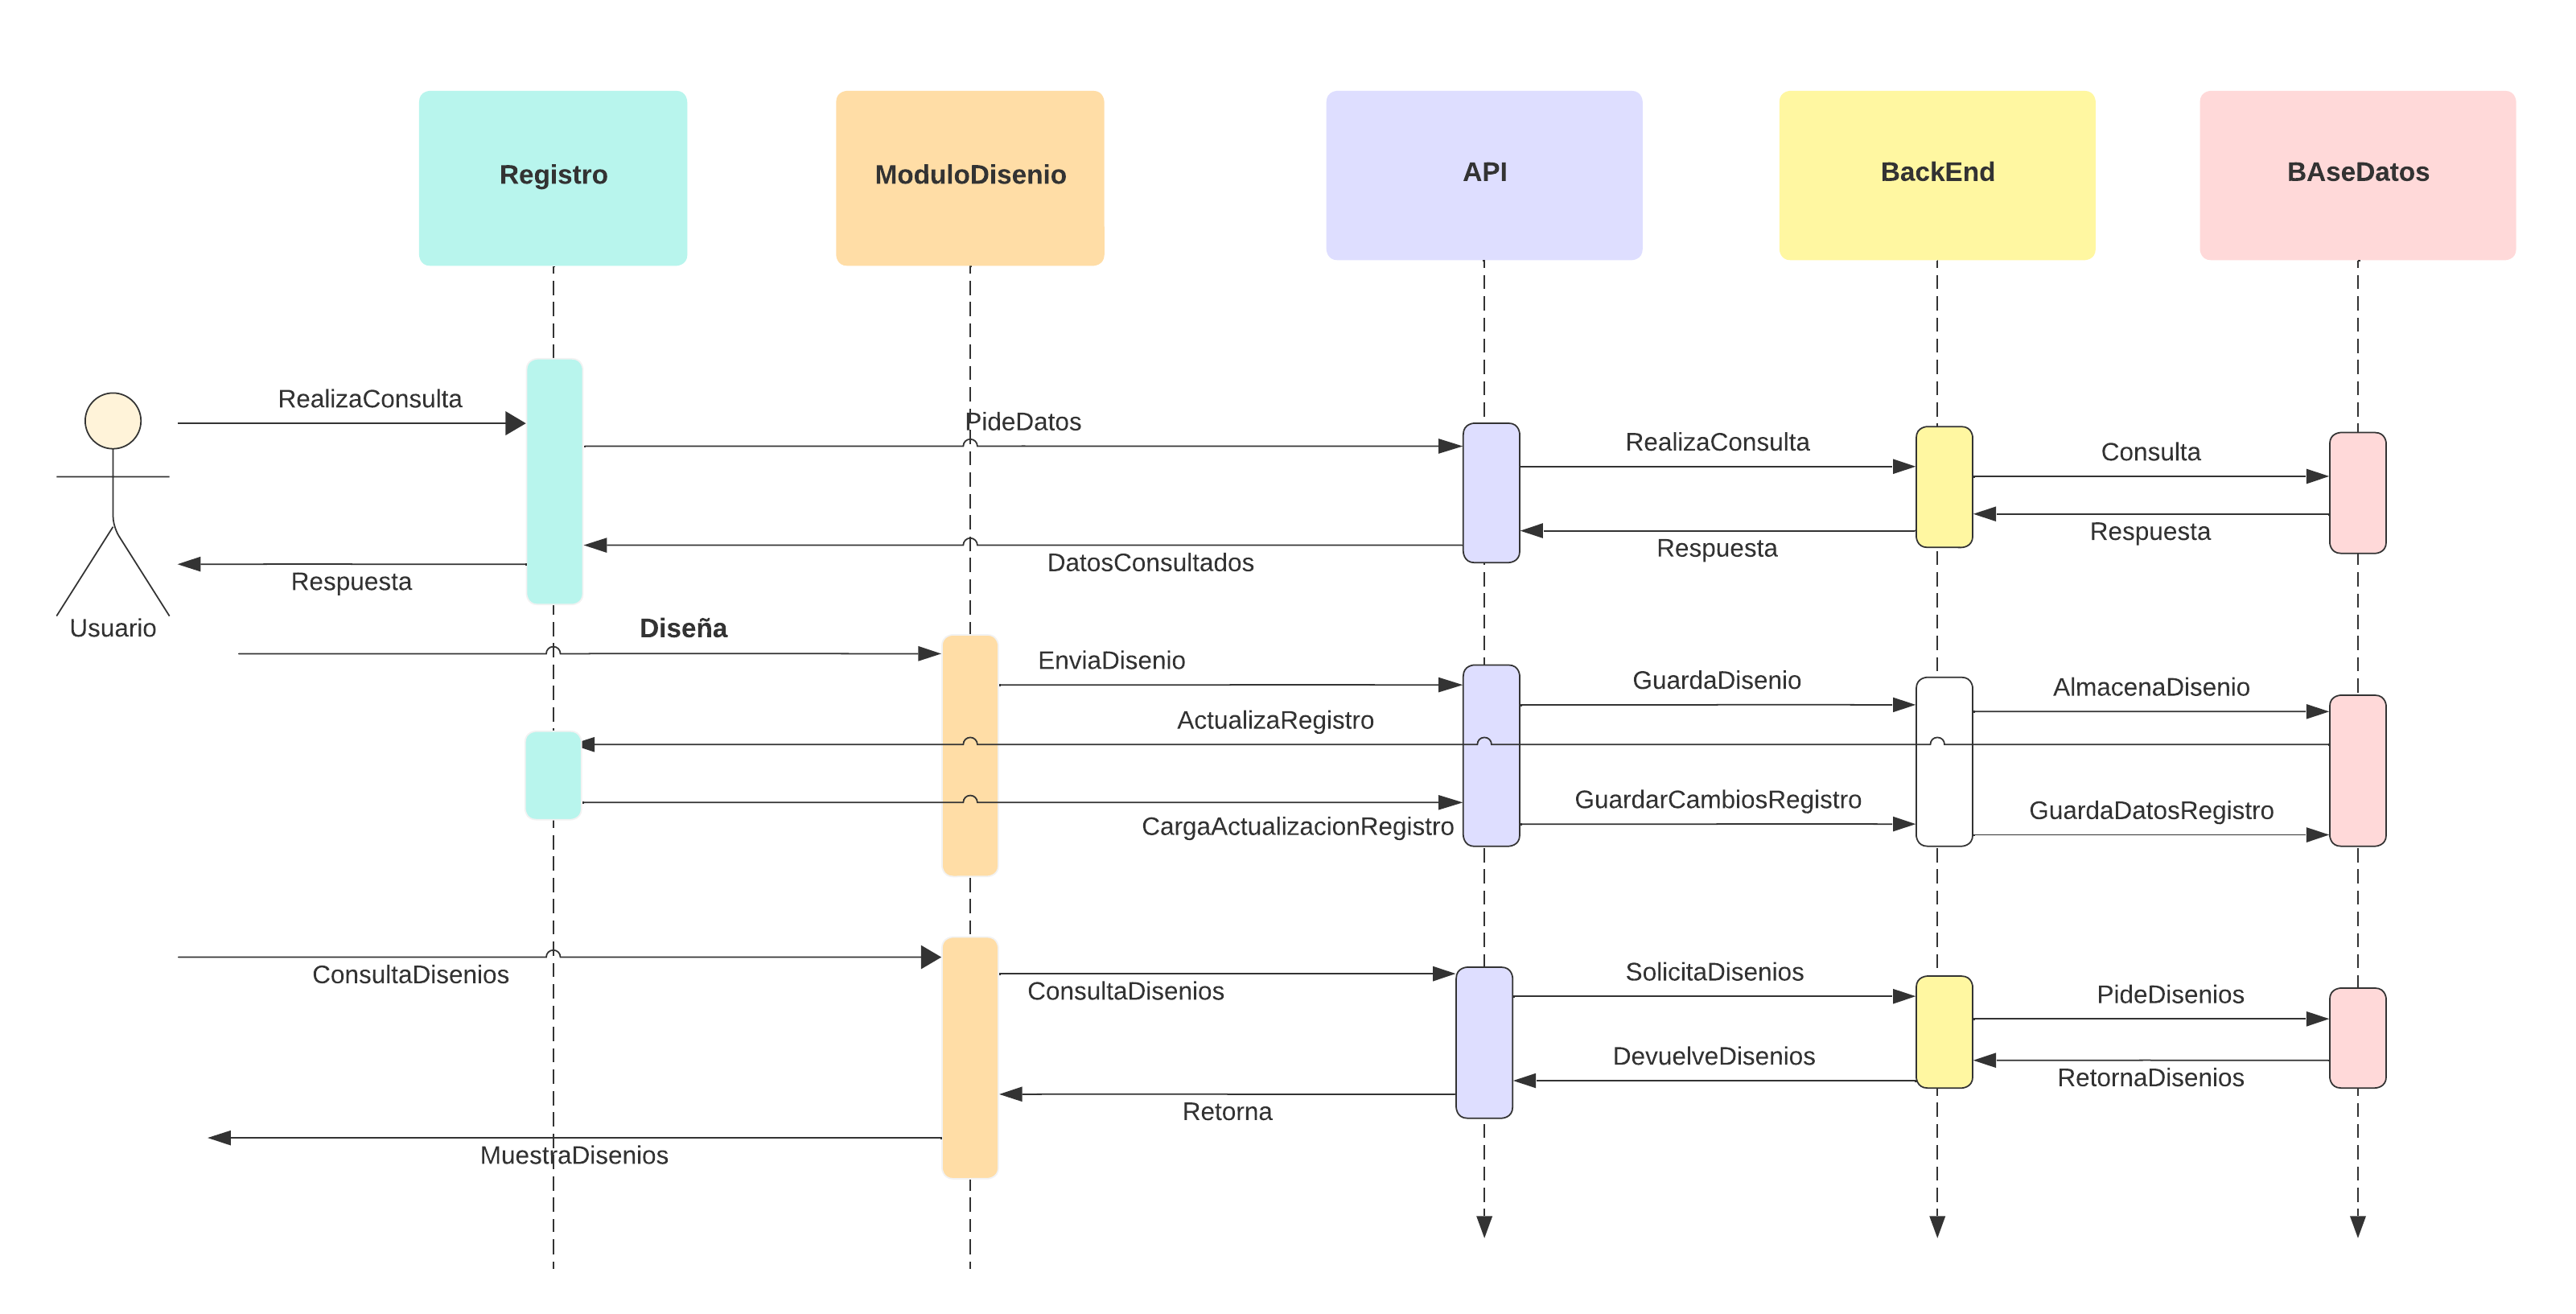 Registro
ModuloDisenio
API
BackEnd
BAseDatos
RealizaConsulta
PideDatos
RealizaConsulta
Consulta
Respuesta
Respuesta
DatosConsultados
Respuesta
Usuario
Diseña
EnviaDisenio
GuardaDisenio
AlmacenaDisenio
ActualizaRegistro
GuardarCambiosRegistro
GuardaDatosRegistro
CargaActualizacionRegistro
ConsultaDisenios
ConsultaDisenios
SolicitaDisenios
PideDisenios
DevuelveDisenios
RetornaDisenios
Retorna
MuestraDisenios